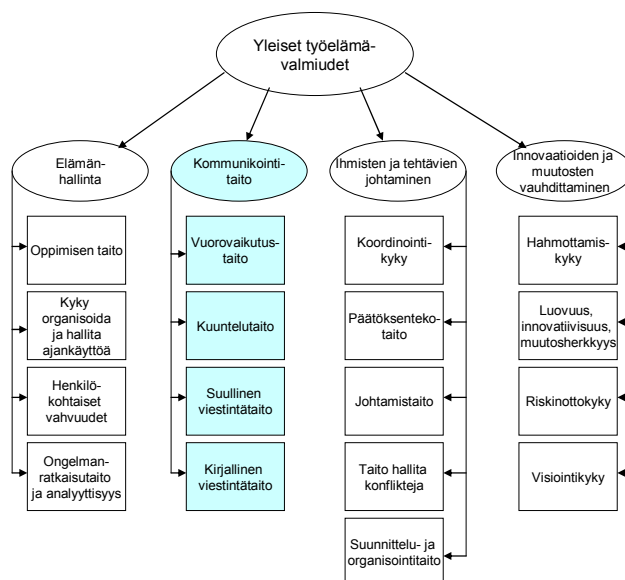 Yleiset työelämä-
valmiudet
Elämän-
hallinta
Kommunikointi-
taito
Ihmisten ja tehtävien
johtaminen
Innovaatioiden ja
muutosten
vauhdittaminen
Oppimisen taito
Kyky
organisoida
ja hallita
ajankäyttöä
Henkilö-
kohtaiset
vahvuudet
Ongelman-
ratkaisutaito
ja analyyttisyys
Vuorovaikutus-
taito
Kuuntelutaito
Suullinen
viestintätaito
Kirjallinen
viestintätaito
Koordinointi-
kyky
Päätöksenteko-
taito
Johtamistaito
Taito hallita
konflikteja
Suunnittelu- ja
organisointitaito
Hahmottamis-
kyky
Luovuus,
innovatiivisuus,
muutosherkkyys
Riskinottokyky
Visiointikyky